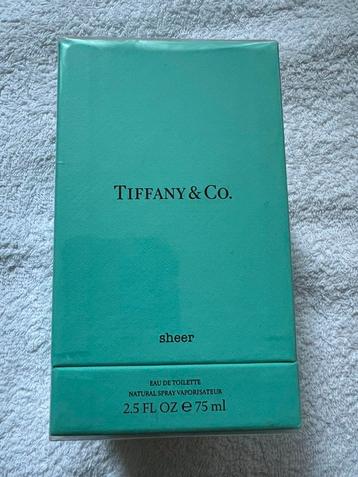 TIFFANY & CO.
sheer
EAU DE TOILETTE
NATURAL SPRAY VAPORISATEUR
2.5 FL OZ ℮ 75 ml